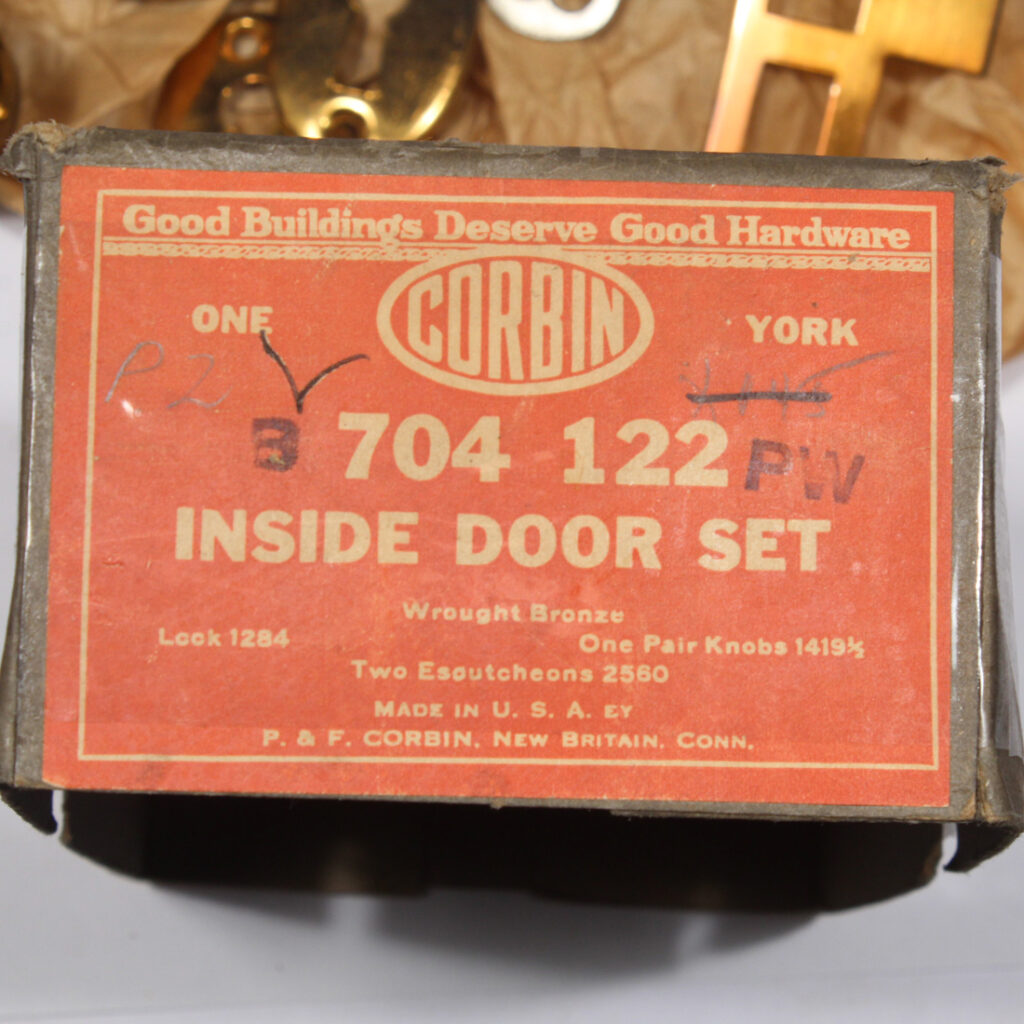 Good Buildings Deserve Good Hardware
CORBIN
ONE YORK
P2
B 704 122 PW
INSIDE DOOR SET
Wrought Bronze
Lock 1284 One Pair Knobs 1419½
Two Escutcheons 2560
MADE IN U. S. A. BY
P. & F. CORBIN, NEW BRITAIN, CONN.